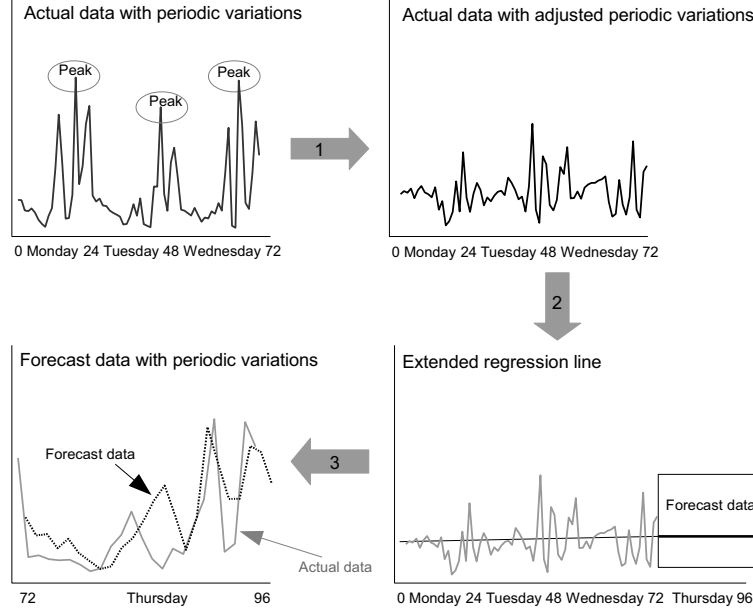 Actual data with periodic variations
Peak
Peak
Peak
0 Monday 24 Tuesday 48 Wednesday 72
1
Actual data with adjusted periodic variations
0 Monday 24 Tuesday 48 Wednesday 72
2
Extended regression line
Forecast data
0 Monday 24 Tuesday 48 Wednesday 72 Thursday 96
3
Forecast data with periodic variations
Forecast data
Actual data
72 Thursday 96